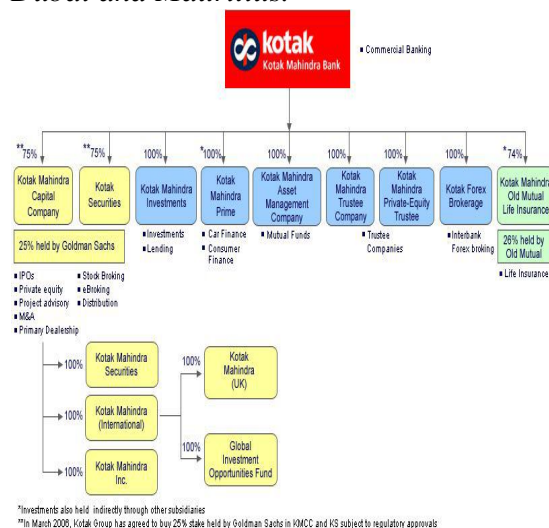 Dubai and Mauritius.
kotak
Kotak Mahindra Bank
▪ Commercial Banking
**75%
**75%
100%
*100%
100%
100%
100%
100%
*74%
Kotak Mahindra
Capital
Company
Kotak
Securities
Kotak Mahindra
Investments
Kotak
Mahindra
Prime
Kotak Mahindra
Asset
Management
Company
Kotak
Mahindra
Trustee
Company
Kotak
Mahindra
Private-Equity
Trustee
Kotak Forex
Brokerage
Kotak Mahindra
Old Mutual
Life Insurance
25% held by Goldman Sachs
26% held by
Old Mutual
▪ IPOs
▪ Private equity
▪ Project advisory
▪ M&A
▪ Primary Dealership
▪ Stock Broking
▪ eBroking
▪ Distribution
▪ Investments
▪ Lending
▪ Car Finance
▪ Consumer
Finance
▪ Mutual Funds
▪ Trustee
Companies
▪ Interbank
Forex broking
▪ Life Insurance
100%
Kotak Mahindra
Securities
100%
Kotak Mahindra
(International)
100%
Kotak Mahindra
Inc.
100%
Kotak
Mahindra
(UK)
100%
Global
Investment
Opportunities Fund
*Investments also held indirectly through other subsidiaries
**In March 2006, Kotak Group has agreed to buy 25% stake held by Goldman Sachs in KMCC and KS subject to regulatory approvals